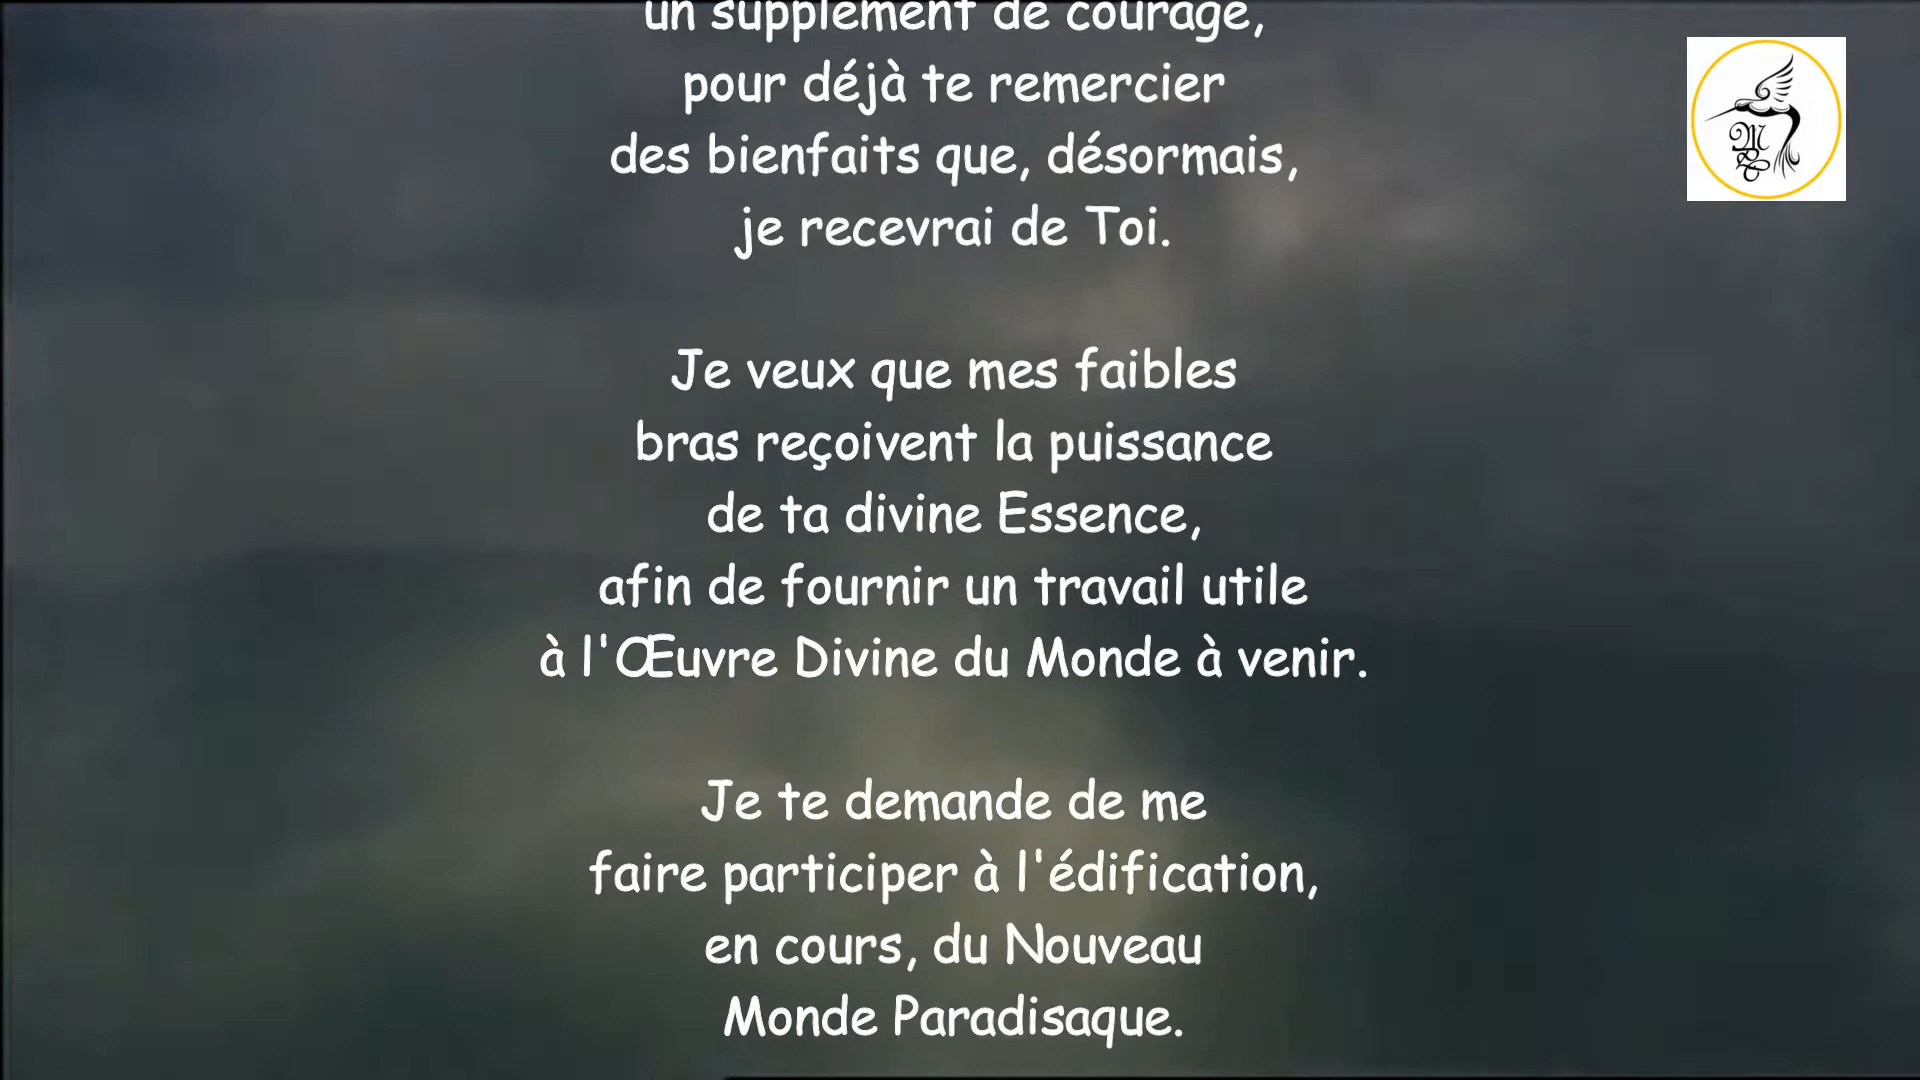 un supplément de courage,
pour déjà te remercier
des bienfaits que, désormais,
je recevrai de Toi.
Je veux que mes faibles
bras reçoivent la puissance
de ta divine Essence,
afin de fournir un travail utile
à l'Œuvre Divine du Monde à venir.
Je te demande de me
faire participer à l'édification,
en cours, du Nouveau
Monde Paradisaque.